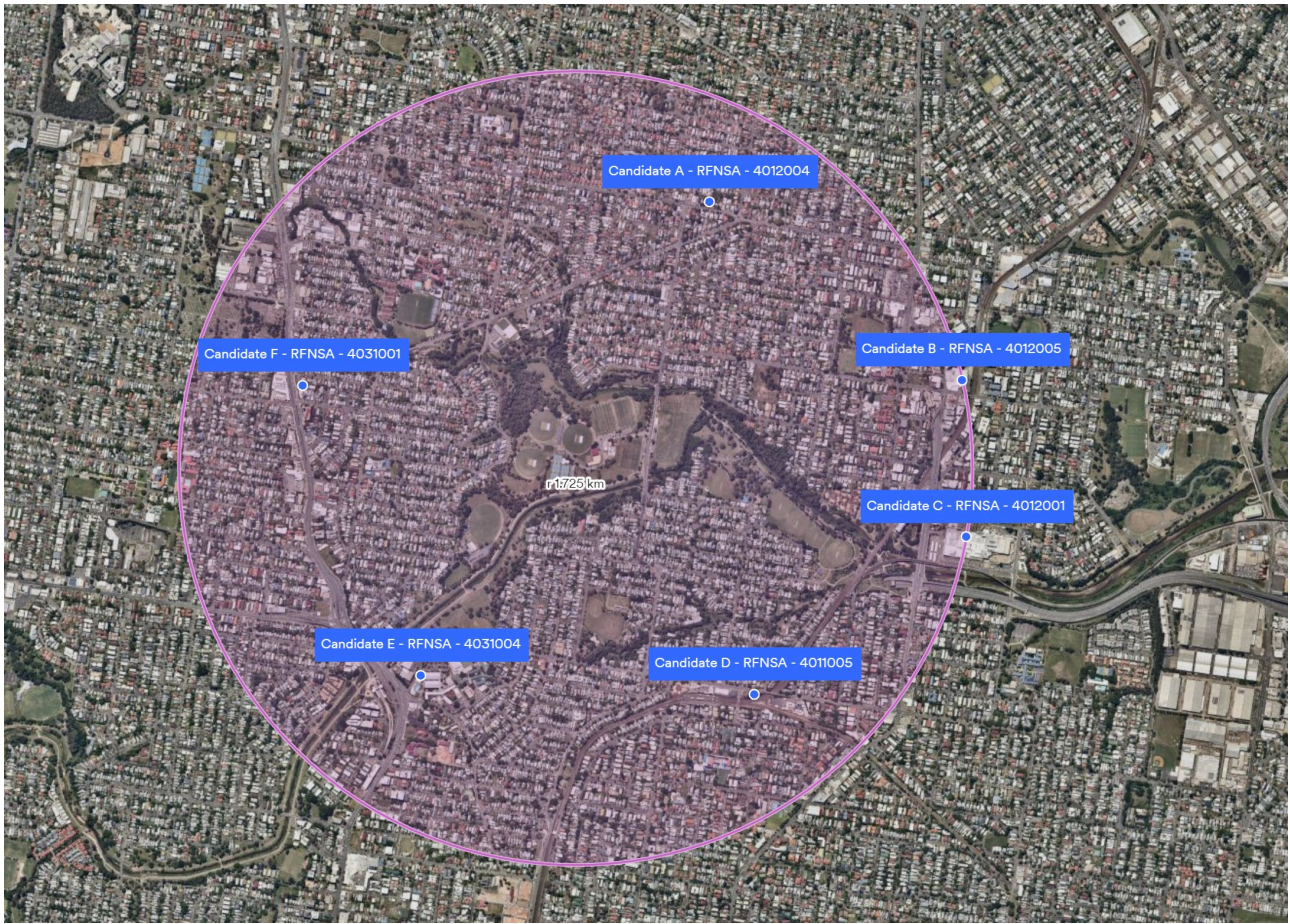 Candidate A - RFNSA - 4012004
Candidate F - RFNSA - 4031001
Candidate B - RFNSA - 4012005
r 1.725 km
Candidate C - RFNSA - 4012001
Candidate E - RFNSA - 4031004
Candidate D - RFNSA - 4011005